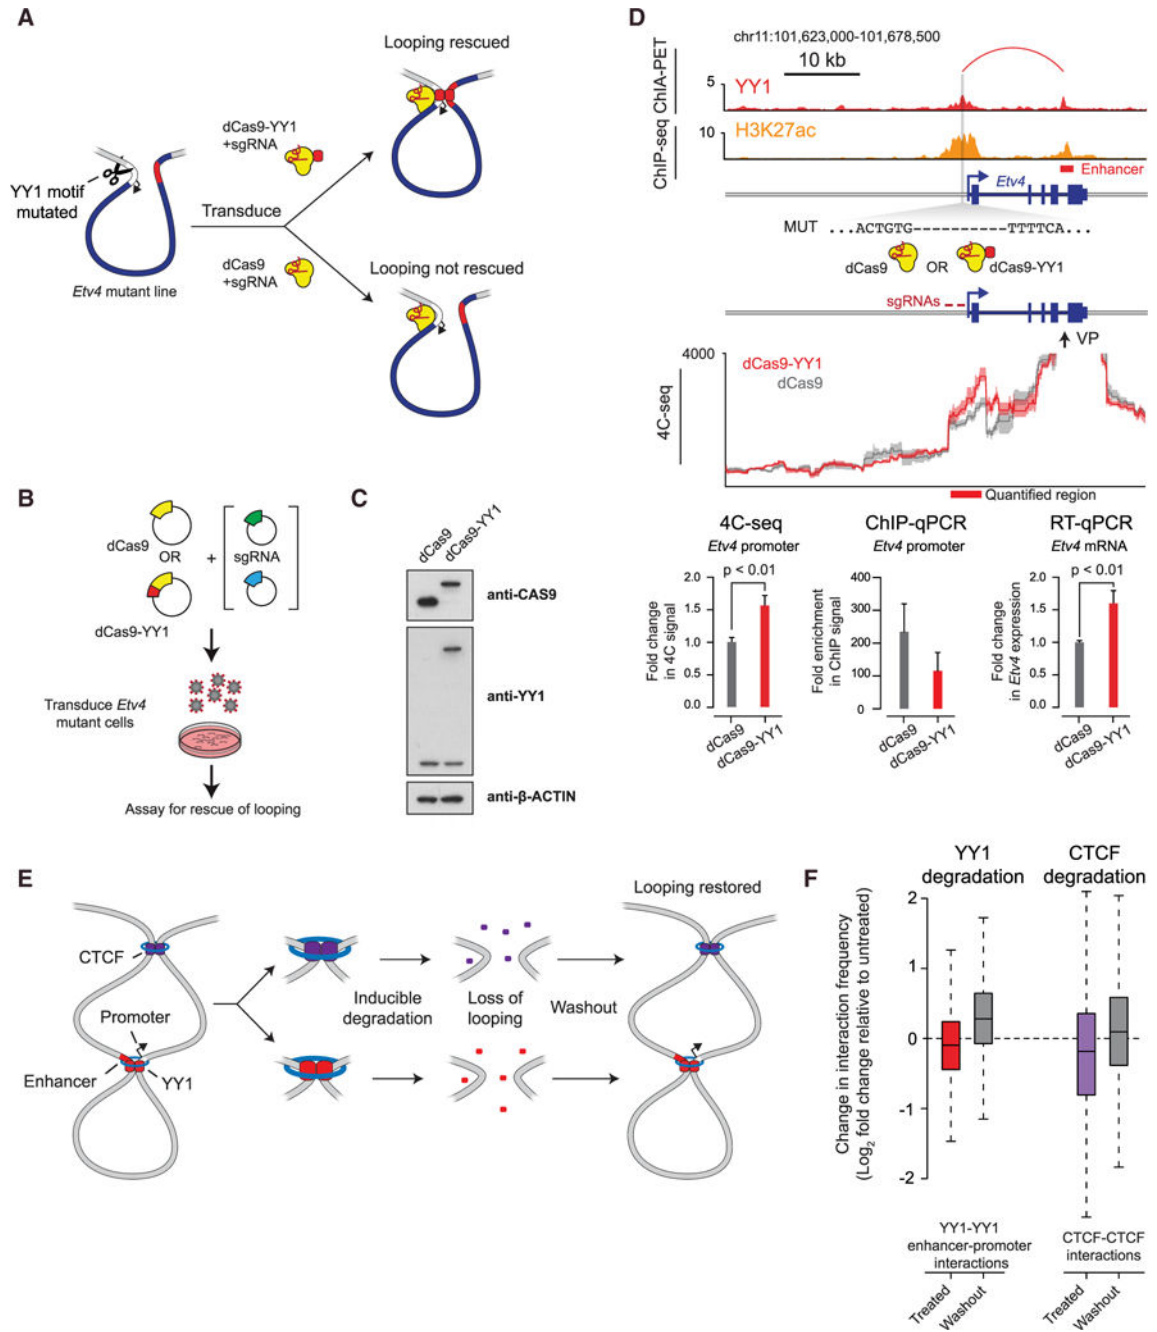 A
Looping rescued
dCas9-YY1
+sgRNA
YY1 motif
mutated
Transduce
dCas9
+sgRNA
Looping not rescued
Etv4 mutant line
B
dCas9
OR
+
sgRNA
dCas9-YY1
Transduce Etv4
mutant cells
Assay for rescue of looping
C
dCas9
dCas9-YY1
anti-CAS9
anti-YY1
anti-β-ACTIN
D
chr11:101,623,000-101,678,500
10 kb
ChIA-PET
5
YY1
ChIP-seq
10
H3K27ac
Enhancer
Etv4
MUT ...ACTGTG-----------TTTTCA...
dCas9 OR dCas9-YY1
sgRNAs
VP
4000
dCas9-YY1
dCas9
4C-seq
Quantified region
4C-seq
Etv4 promoter
p < 0.01
Fold change
in 4C signal
2.0
1.5
1.0
0.5
0.0
dCas9
dCas9-YY1
ChIP-qPCR
Etv4 promoter
Fold enrichment
in ChIP signal
400
300
200
100
0
dCas9
dCas9-YY1
RT-qPCR
Etv4 mRNA
p < 0.01
Fold change
in Etv4 expression
2.0
1.5
1.0
0.5
0.0
dCas9
dCas9-YY1
E
Looping restored
CTCF
Promoter
Enhancer
YY1
Inducible
degradation
Loss of
looping
Washout
F
YY1
degradation
CTCF
degradation
Change in interaction frequency
(Log2 fold change relative to untreated)
2
1
0
-1
-2
YY1-YY1
enhancer-promoter
interactions
CTCF-CTCF
interactions
Treated
Washout
Treated
Washout